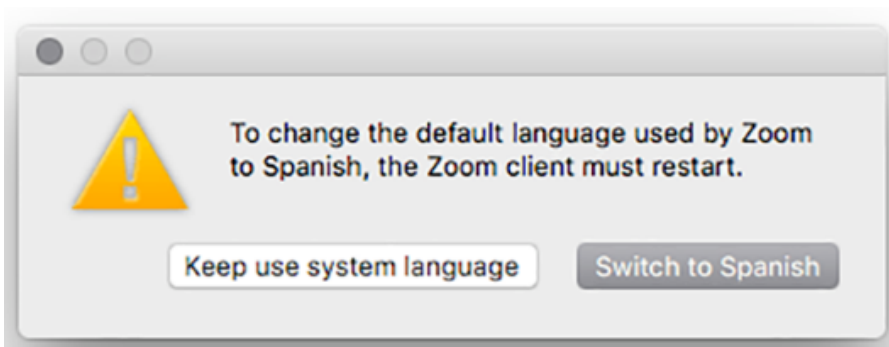 To change the default language used by Zoom
to Spanish, the Zoom client must restart.
Keep use system language
Switch to Spanish